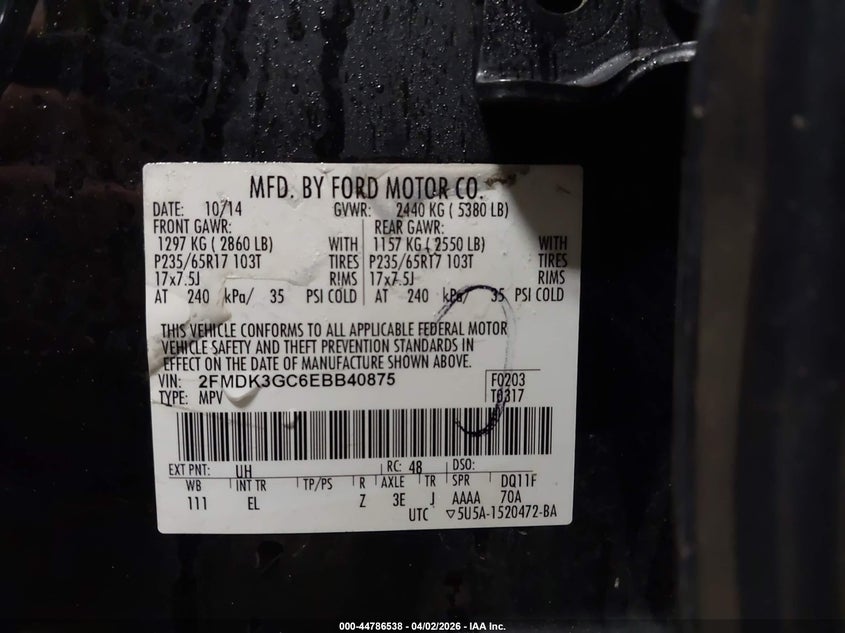 MFD. BY FORD MOTOR CO.
DATE: 10/14 GVWR: 2440 KG ( 5380 LB)
FRONT GAWR: REAR GAWR:
1297 KG ( 2860 LB) WITH 1157 KG ( 2550 LB) WITH
P235/65R17 103T TIRES P235/65R17 103T TIRES
17x7.5J RIMS 17x7.5J RIMS
AT 240 kPa/ 35 PSI COLD AT 240 kPa/ 35 PSI COLD
THIS VEHICLE CONFORMS TO ALL APPLICABLE FEDERAL MOTOR
VEHICLE SAFETY AND THEFT PREVENTION STANDARDS IN
EFFECT ON THE DATE OF MANUFACTURE SHOWN ABOVE.
VIN: 2FMDK3GC6EBB40875 F0203
TYPE: MPV T0317
EXT PNT: UH RC: 48 DSO:
WB INT TR TP/PS R AXLE TR SPR DQ11F
111 EL Z 3E J AAAA 70A
UTC ▽5U5A-1520472-BA
000-44786538 - 04/02/2026 - IAA Inc.